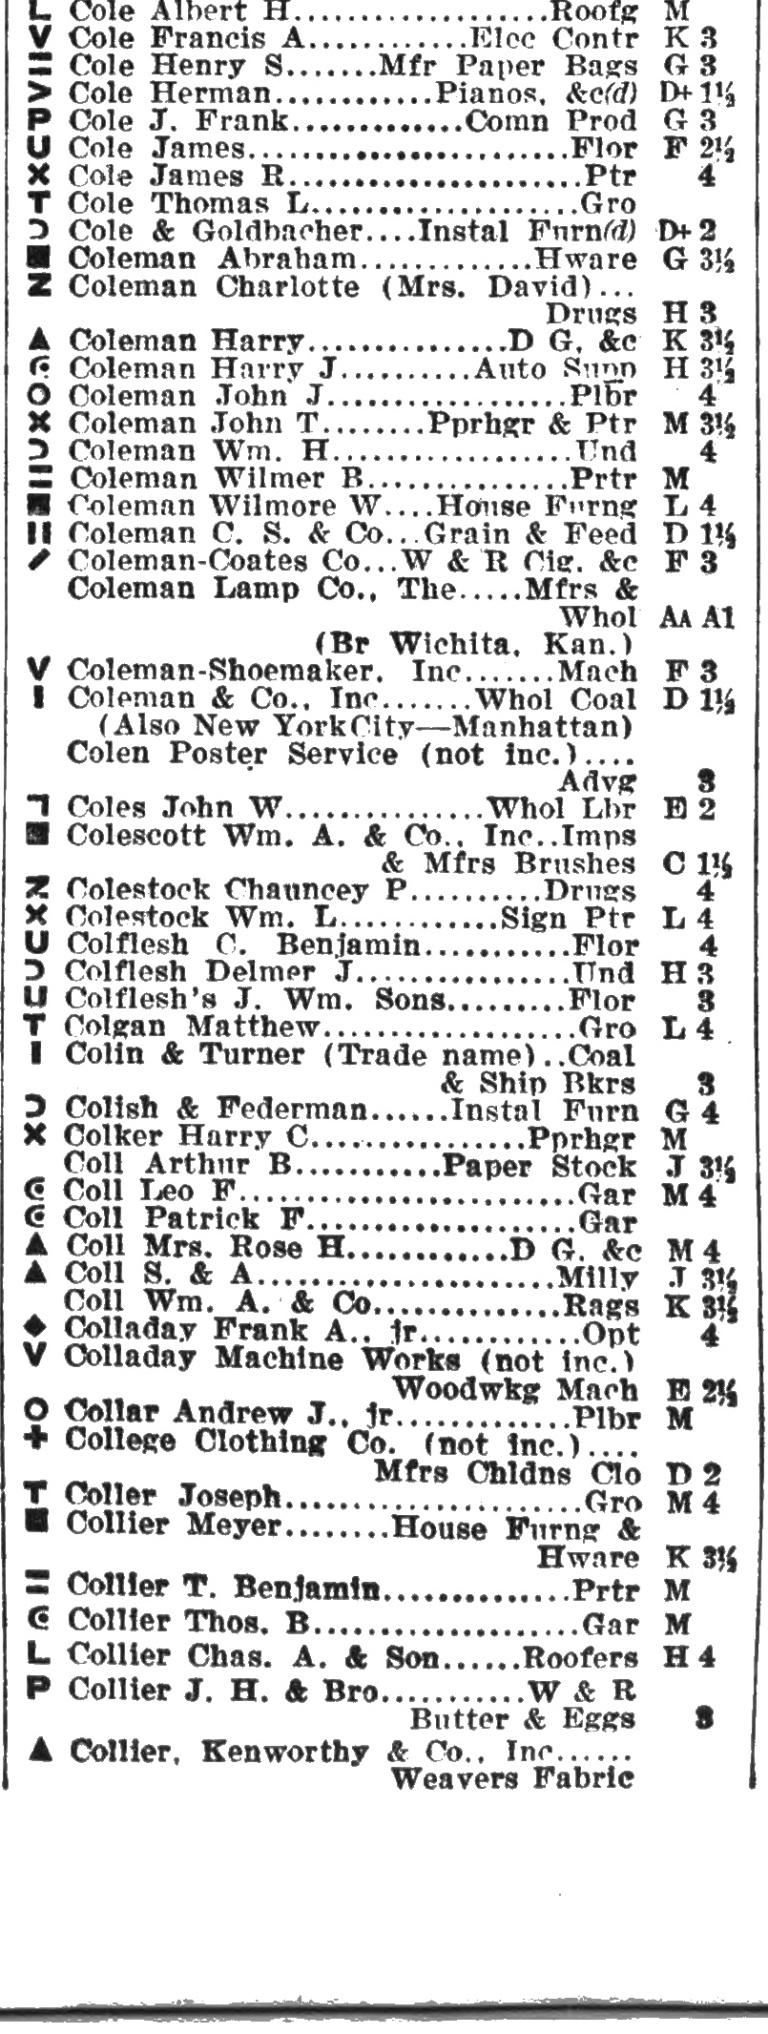 L Cole Albert H....................Roofg M
V Cole Francis A............Elec Contr K 3
= Cole Henry S.......Mfr Paper Bags G 3
> Cole Herman............Pianos, &c(d) D+ 1½
P Cole J. Frank.............Comn Prod G 3
U Cole James.........................Flor F 2½
X Cole James R.......................Ptr 4
T Cole Thomas L....................Gro
Ɔ Cole & Goldbacher....Instal Furn(d) D+ 2
■ Coleman Abraham.............Hware G 3½
Z Coleman Charlotte (Mrs. David)...
Drugs H 3
▲ Coleman Harry...............D G, &c K 3½
Coleman Harry J..........Auto Supp H 3½
O Coleman John J..................Plbr 4
X Coleman John T........Pprhgr & Ptr M 3½
Ɔ Coleman Wm. H..................Und 4
= Coleman Wilmer B...............Prtr M
■ Coleman Wilmore W....House Furng L 4
II Coleman C. S. & Co...Grain & Feed D 1½
/ Coleman-Coates Co...W & R Cig, &c F 3
Coleman Lamp Co., The.....Mfrs &
Whol AA A1
(Br Wichita, Kan.)
V Coleman-Shoemaker, Inc.......Mach F 3
I Coleman & Co., Inc.......Whol Coal D 1½
(Also New York City—Manhattan)
Colen Poster Service (not inc.)....
Advg 3
ㄱ Coles John W...............Whol Lbr E 2
■ Colescott Wm. A. & Co., Inc..Imps
& Mfrs Brushes C 1½
Z Colestock Chauncey P..........Drugs 4
X Colestock Wm. L............Sign Ptr L 4
U Colflesh C. Benjamin...........Flor 4
Ɔ Colflesh Delmer J................Und H 3
U Colflesh's J. Wm. Sons.........Flor 3
T Colgan Matthew...................Gro L 4
I Colin & Turner (Trade name)..Coal
& Ship Bkrs 3
Ɔ Colish & Federman......Instal Furn G 4
X Colker Harry C................Pprhgr M
Coll Arthur B...........Paper Stock J 3½
Coll Leo F.........................Gar M 4
Coll Patrick F....................Gar
▲ Coll Mrs. Rose H............D G, &c M 4
▲ Coll S. & A......................Milly J 3½
Coll Wm. A. & Co.............Rags K 3½
◆ Colladay Frank A., jr............Opt 4
V Colladay Machine Works (not inc.)
Woodwkg Mach E 2½
O Collar Andrew J., jr.............Plbr M
+ College Clothing Co. (not inc.)....
Mfrs Chldns Clo D 2
T Coller Joseph......................Gro M 4
■ Collier Meyer........House Furng &
Hware K 3½
= Collier T. Benjamin..............Prtr M
Collier Thos. B....................Gar M
L Collier Chas. A. & Son......Roofers H 4
P Collier J. H. & Bro...........W & R
Butter & Eggs 3
▲ Collier, Kenworthy & Co., Inc......
Weavers Fabric